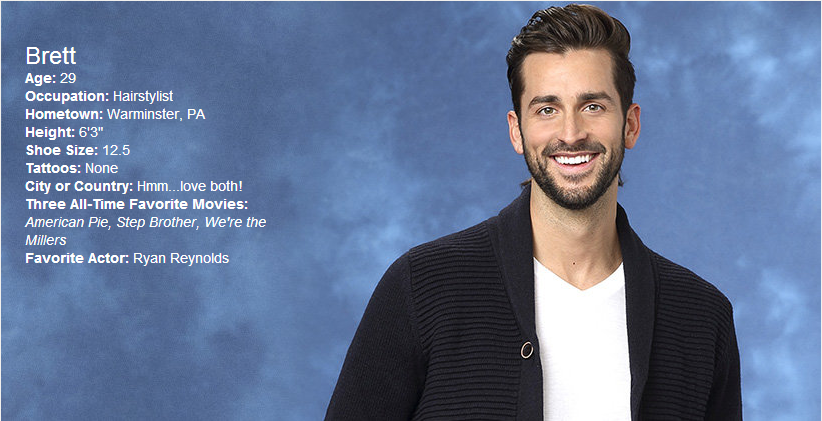 Brett
Age: 29
Occupation: Hairstylist
Hometown: Warminster, PA
Height: 6'3"
Shoe Size: 12.5
Tattoos: None
City or Country: Hmm...love both!
Three All-Time Favorite Movies:
American Pie, Step Brother, We're the
Millers
Favorite Actor: Ryan Reynolds